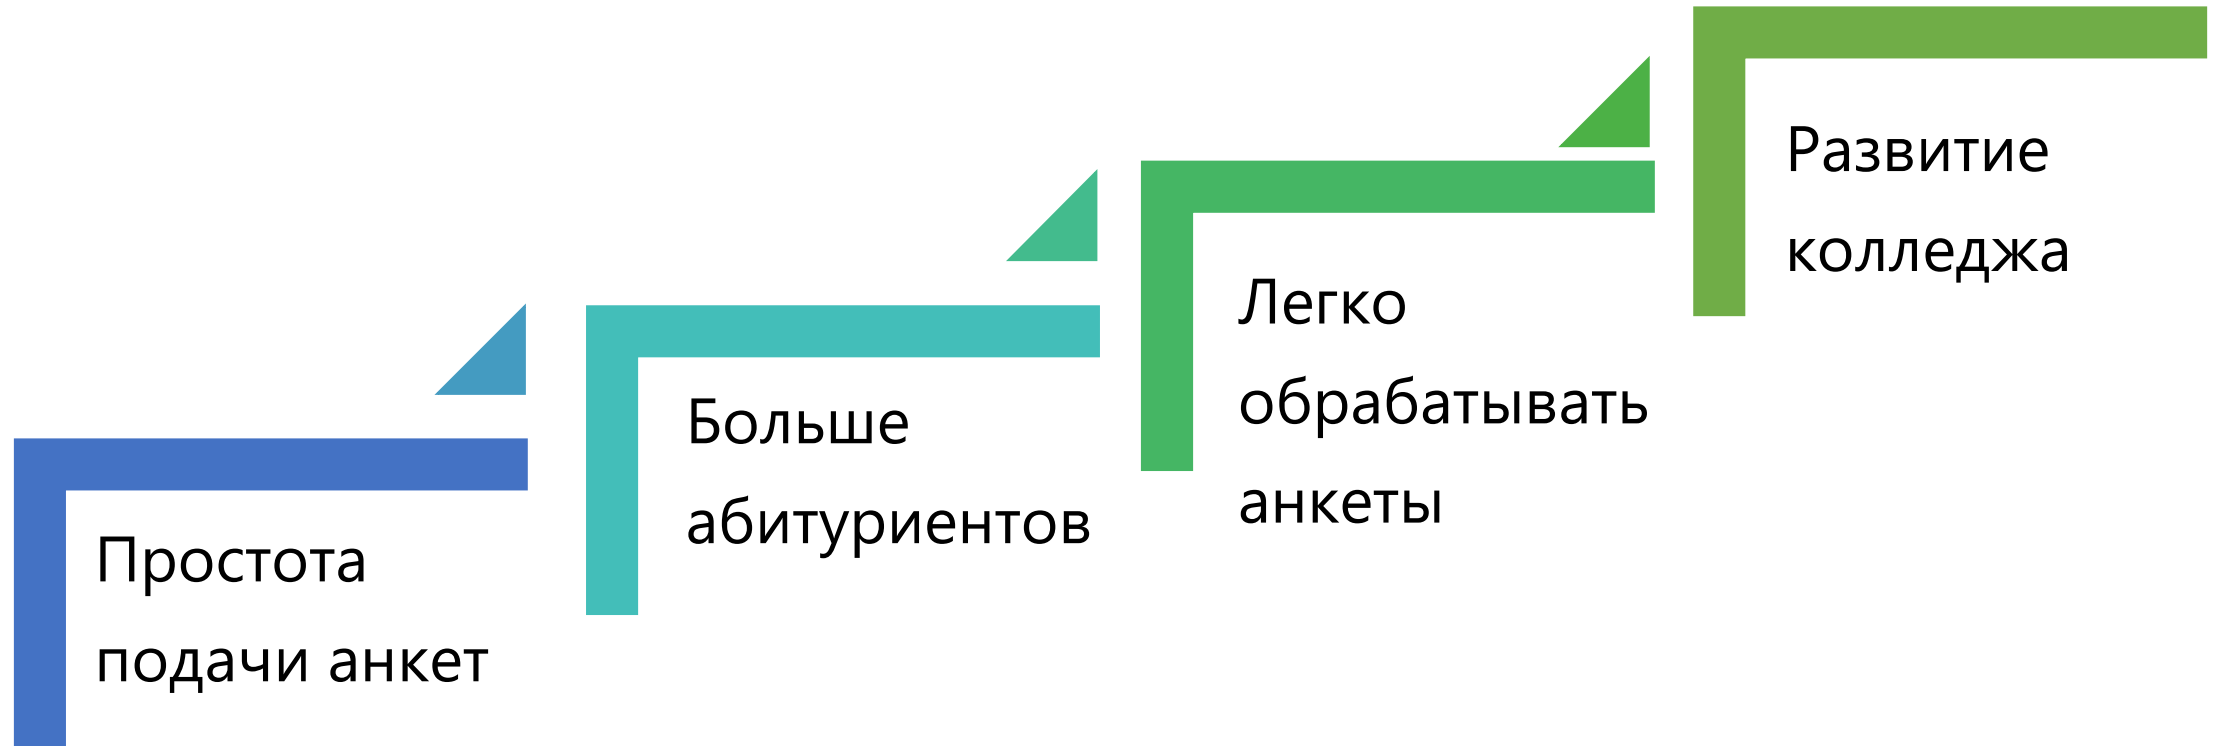 Простота
подачи анкет
Больше
абитуриентов
Легко
обрабатывать
анкеты
Развитие
колледжа